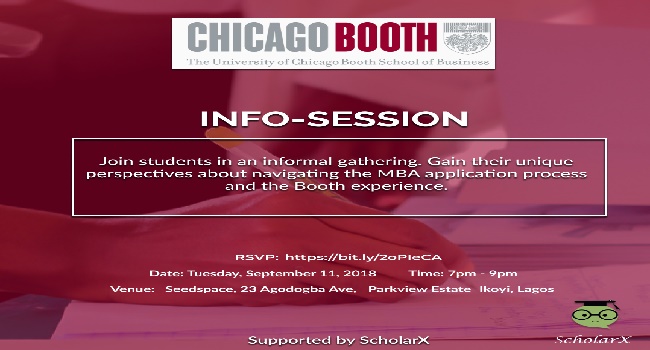 CHICAGO BOOTH
The University of Chicago Booth School of Business
INFO-SESSION
Join students in an informal gathering. Gain their unique
perspectives about navigating the MBA application process
and the Booth experience.
RSVP: https://bit.ly/2oPIeCA
Date: Tuesday, September 11, 2018 Time: 7pm - 9pm
Venue: Seedspace, 23 Agodogba Ave, Parkview Estate Ikoyi, Lagos
Supported by ScholarX
ScholarX